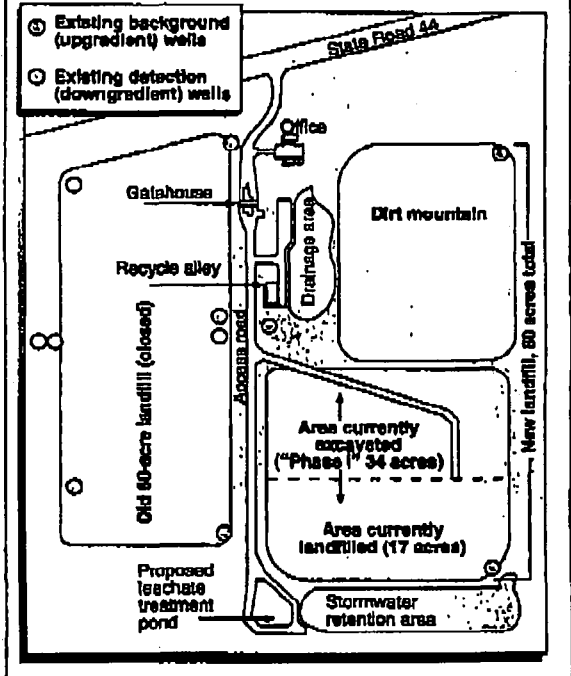 Existing background
(upgradient) wells
Existing detection
(downgradient) wells
State Road 44
Office
Gatehouse
Dirt mountain
Drainage area
Recycle alley
Access road
Old 60-acre landfill (closed)
New landfill, 80 acres total
Area currently
excavated
("Phase I" 34 acres)
Area currently
landfilled (17 acres)
Proposed
leachate
treatment
pond
Stormwater
retention area